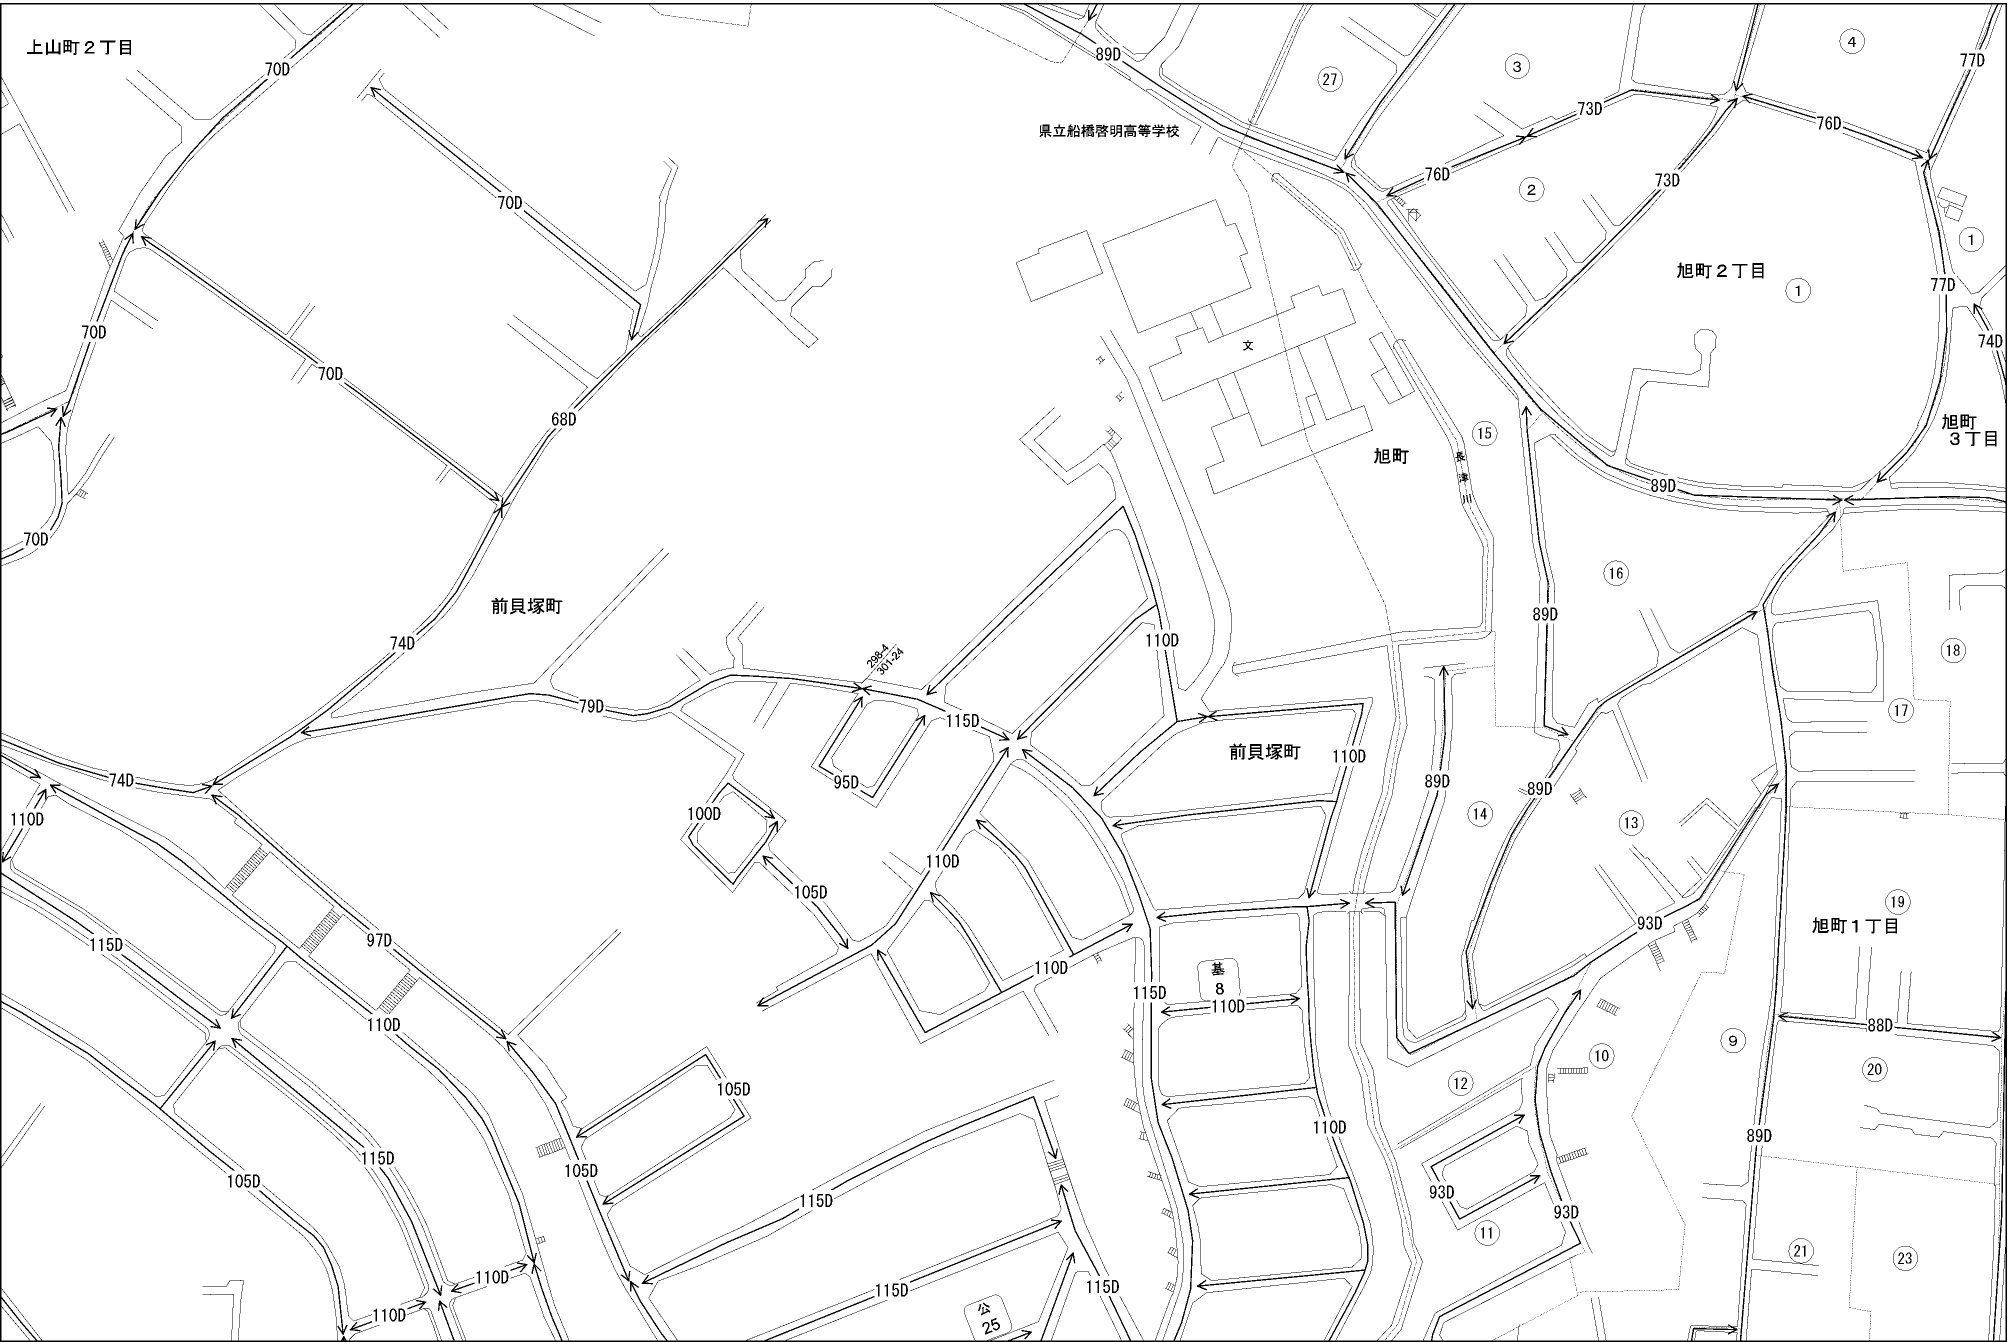 上山町２丁目
70D
89D
27
3
4
77D
73D
76D
県立船橋啓明高等学校
76D
2
73D
70D
1
旭町２丁目
77D
1
70D
74D
文
70D
68D
旭町
３丁目
15
旭町
長津川
89D
70D
16
前貝塚町
89D
110D
74D
298-4
301-24
18
79D
115D
17
前貝塚町
110D
74D
95D
89D
89D
100D
14
13
110D
110D
105D
19
旭町１丁目
93D
115D
97D
110D
基
8
115D
110D
110D
88D
9
10
20
12
105D
110D
89D
115D
105D
105D
115D
93D
93D
11
21
23
110D
115D
115D
110D
公
25